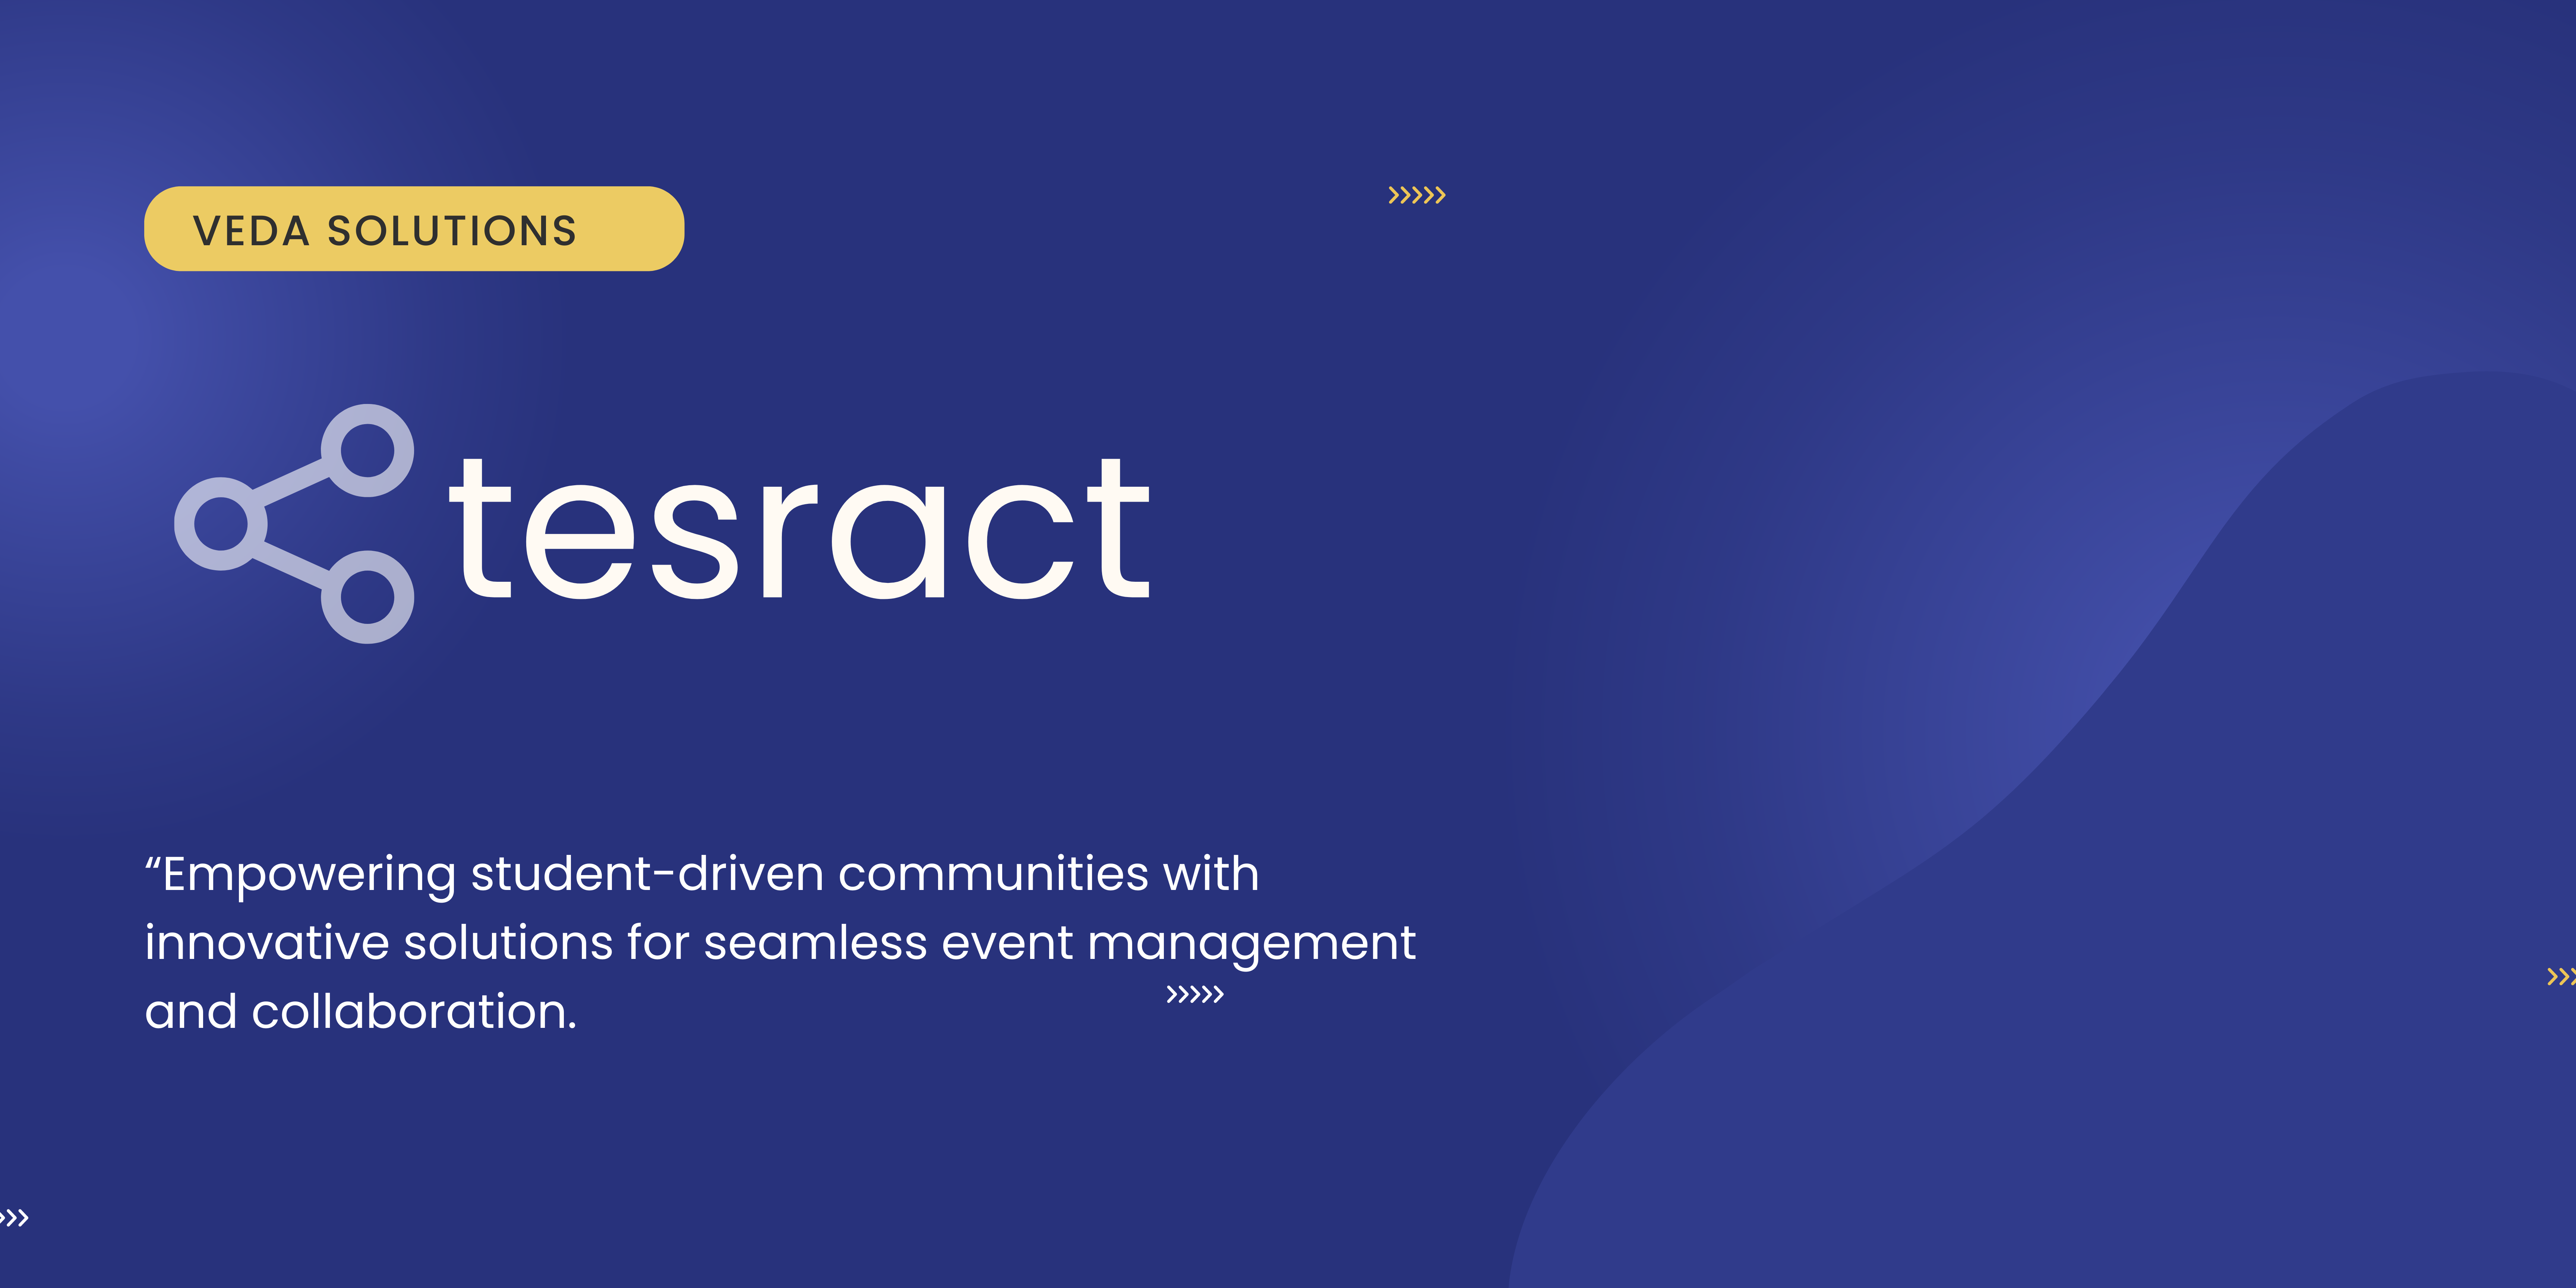 VEDA SOLUTIONS
tesract
“Empowering student-driven communities with
innovative solutions for seamless event management
and collaboration.